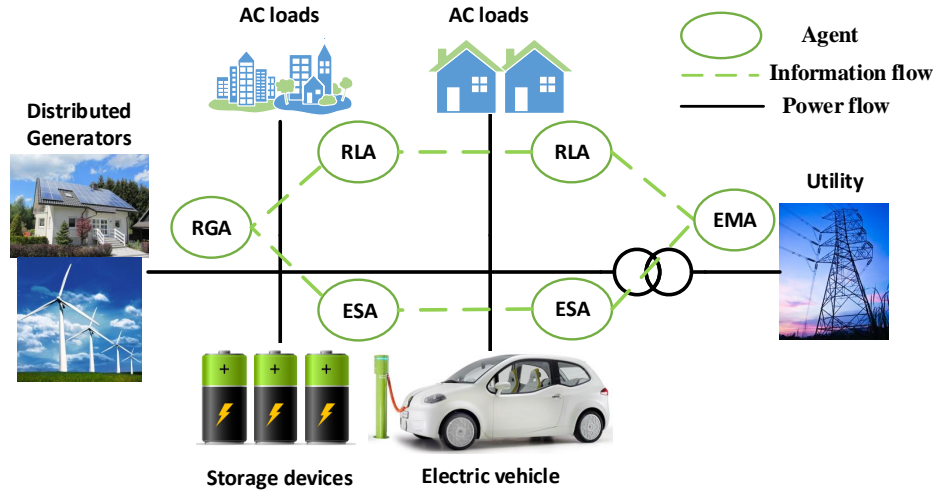 AC loads
AC loads
Agent
Information flow
Power flow
Distributed
Generators
RLA
RLA
Utility
RGA
EMA
ESA
ESA
+
+
+
Storage devices
Electric vehicle